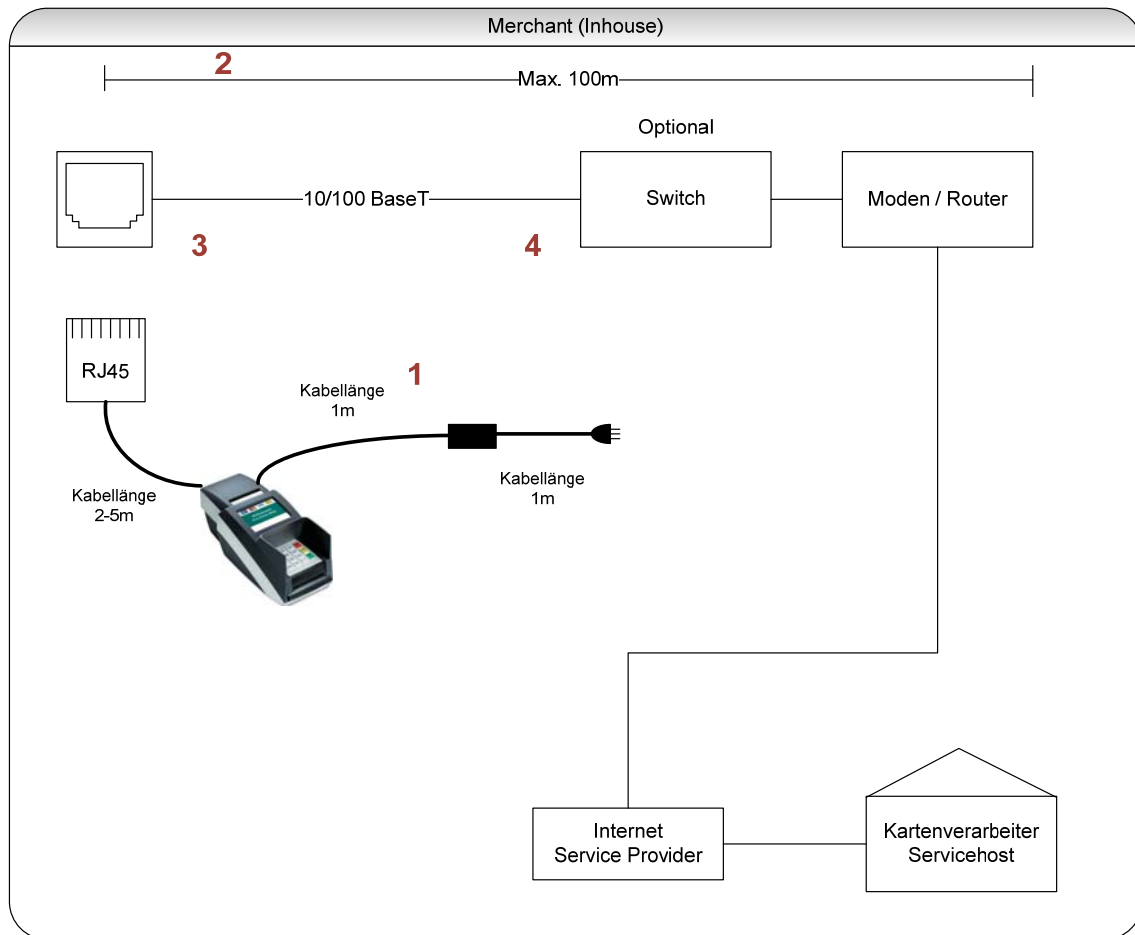 Merchant (Inhouse)
2
Max. 100m
Optional
10/100 BaseT
Switch
Moden / Router
3
4
RJ45
1
Kabellänge
1m
Kabellänge
1m
Kabellänge
2-5m
Internet
Service Provider
Kartenverarbeiter
Servicehost